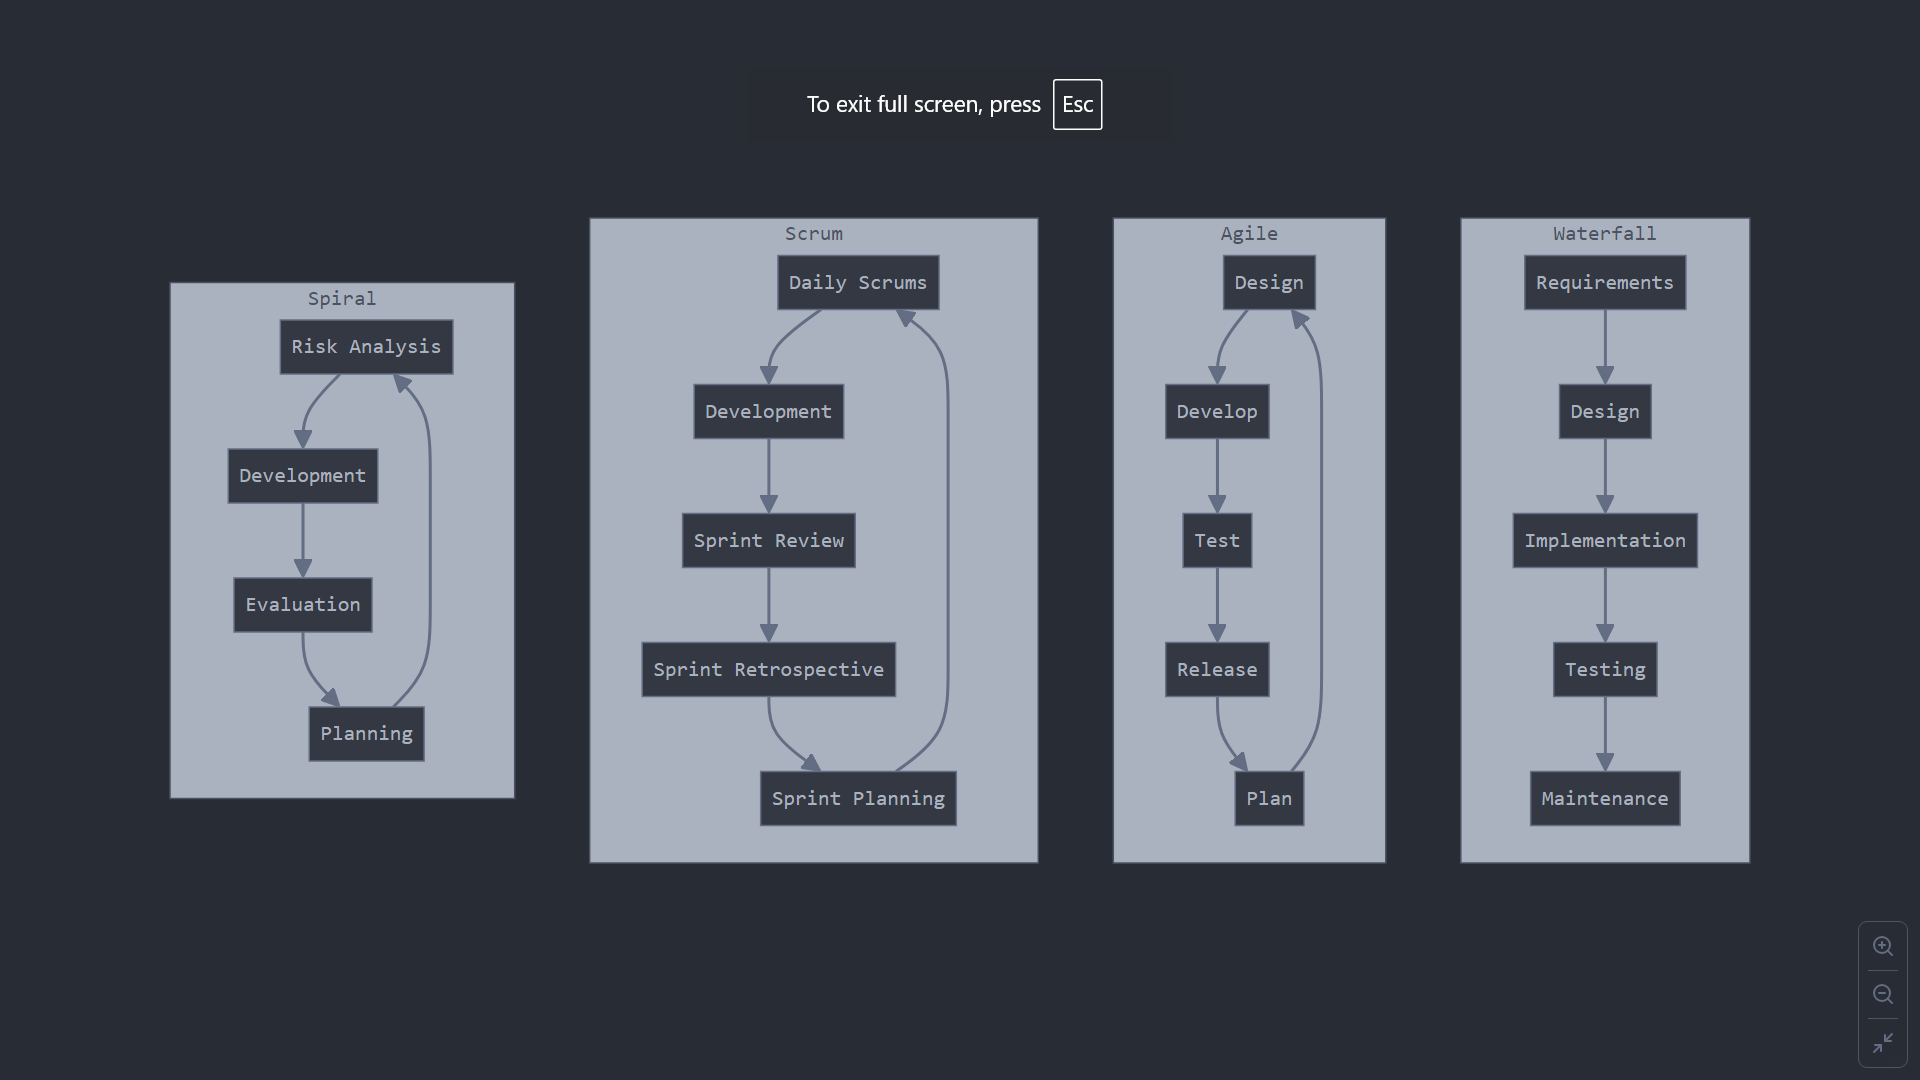 To exit full screen, press Esc
Spiral
Risk Analysis
Development
Evaluation
Planning
Scrum
Daily Scrums
Development
Sprint Review
Sprint Retrospective
Sprint Planning
Agile
Design
Develop
Test
Release
Plan
Waterfall
Requirements
Design
Implementation
Testing
Maintenance